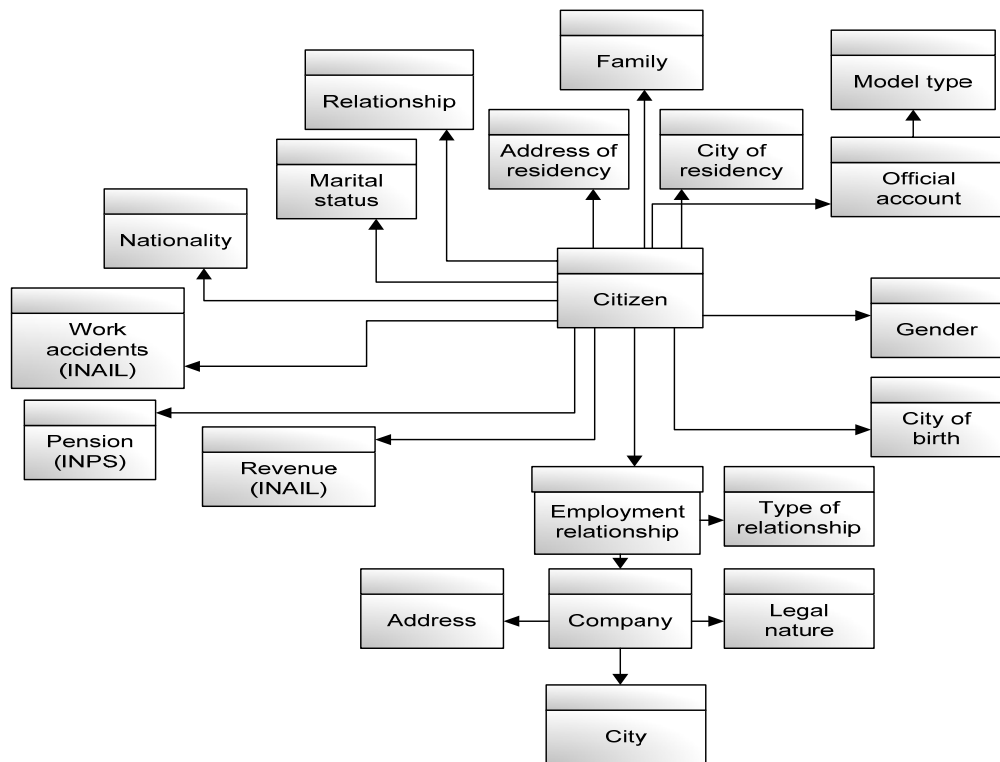 Family
Model type
Relationship
Address of
residency
City of
residency
Marital
status
Official
account
Nationality
Citizen
Work
accidents
(INAIL)
Gender
Pension
(INPS)
City of
birth
Revenue
(INAIL)
Employment
relationship
Type of
relationship
Address
Company
Legal
nature
City